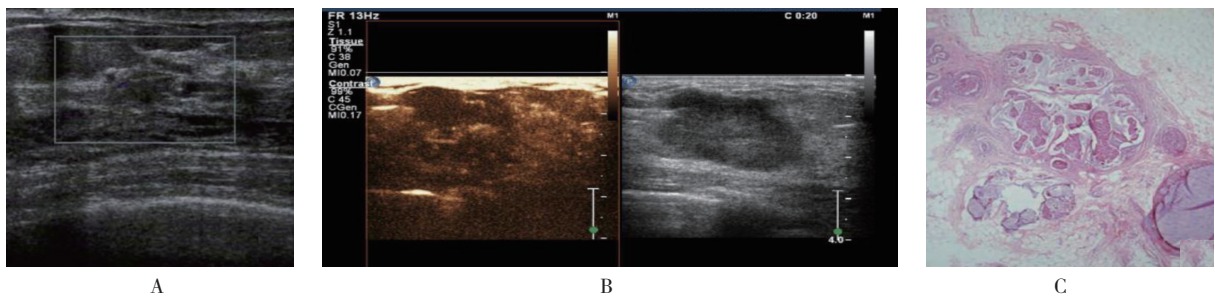 FR 13Hz
S1
Z 1.1
Tissue
91%
C 38
Gen
MI0.07
Contrast
99%
C 45
CGen
MI0.17
M1
C 0:20
M1
4.0
A
B
C